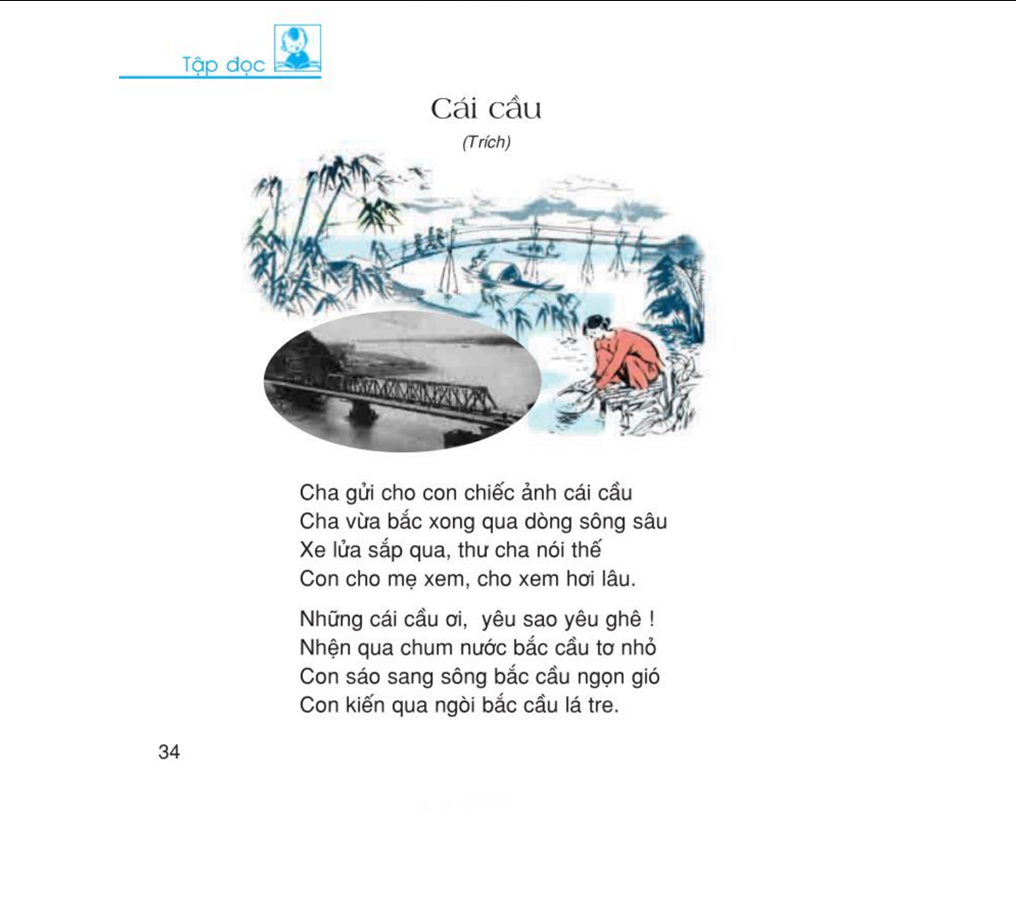 Tập đọc
Cái cầu
(Trích)
Cha gửi cho con chiếc ảnh cái cầu
Cha vừa bắc xong qua dòng sông sâu
Xe lửa sắp qua, thư cha nói thế
Con cho mẹ xem, cho xem hơi lâu.
Những cái cầu ơi, yêu sao yêu ghê !
Nhện qua chum nước bắc cầu tơ nhỏ
Con sáo sang sông bắc cầu ngọn gió
Con kiến qua ngòi bắc cầu lá tre.
34